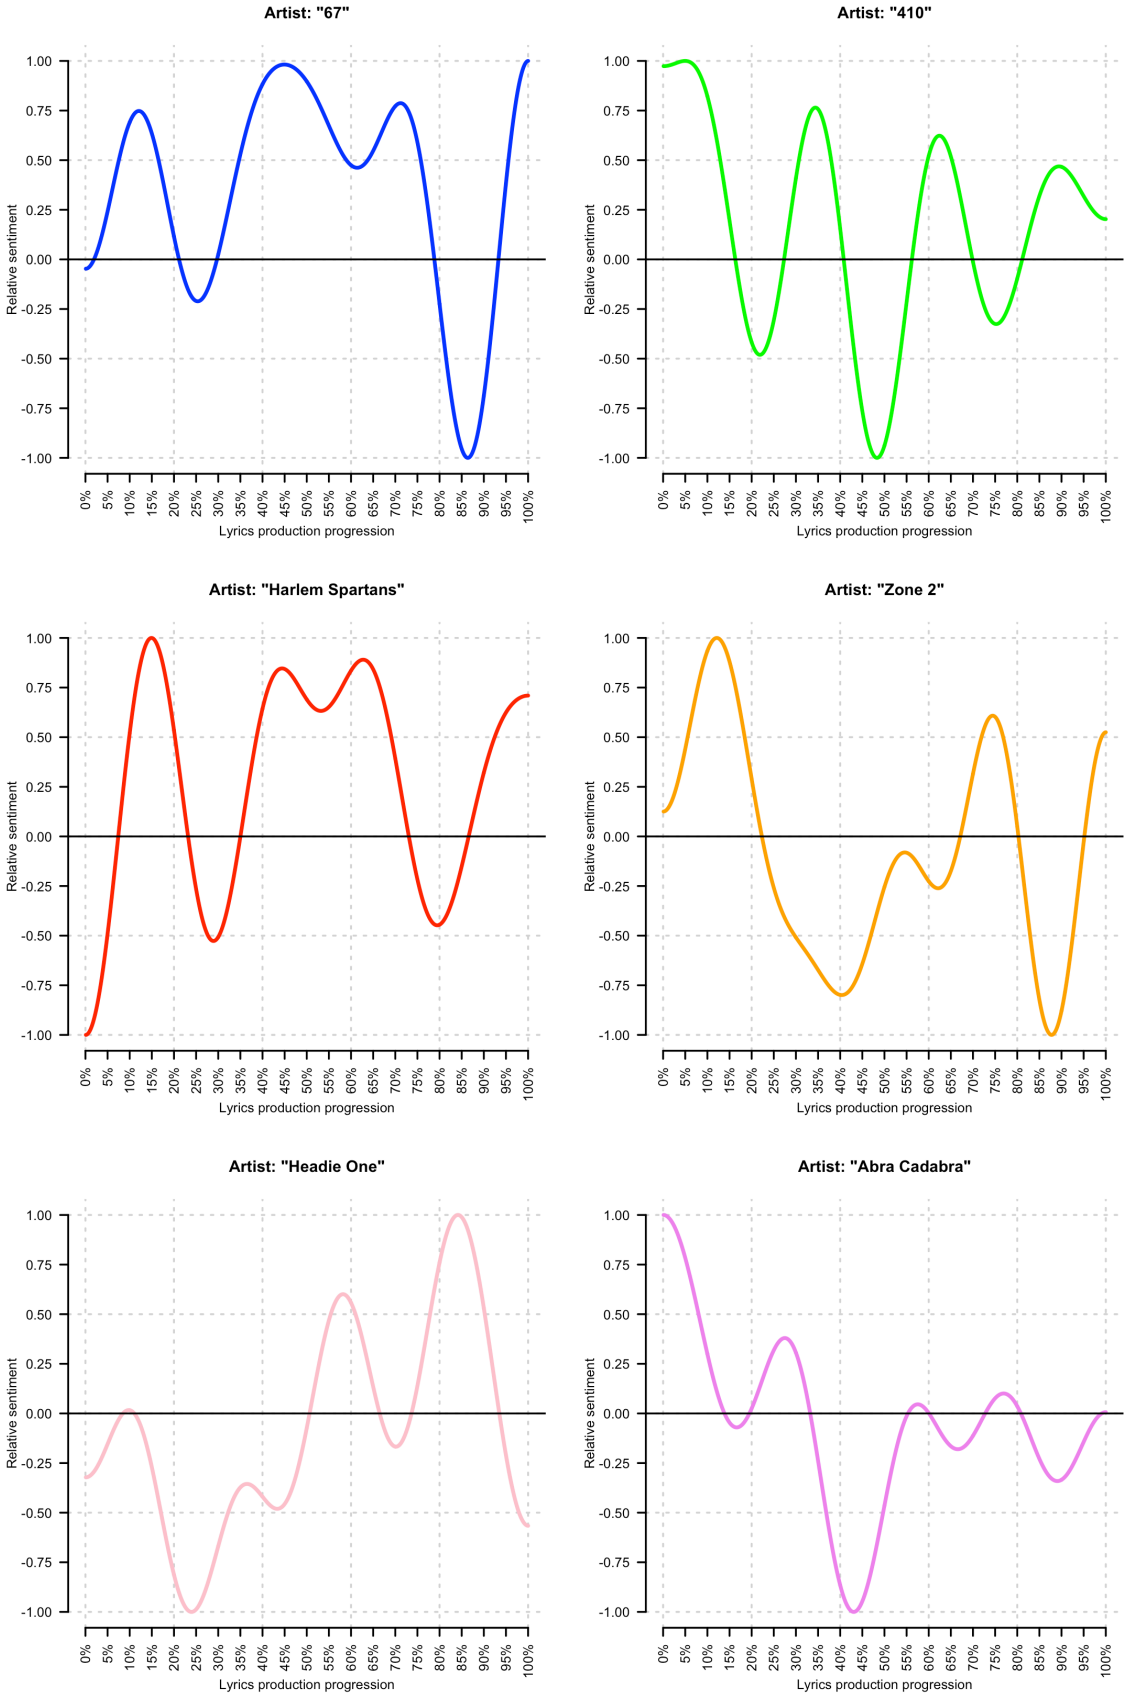 Artist: "67"
Relative sentiment
1.00
0.75
0.50
0.25
0.00
-0.25
-0.50
-0.75
-1.00
0% 5% 10% 15% 20% 25% 30% 35% 40% 45% 50% 55% 60% 65% 70% 75% 80% 85% 90% 95% 100%
Lyrics production progression
Artist: "410"
Relative sentiment
1.00
0.75
0.50
0.25
0.00
-0.25
-0.50
-0.75
-1.00
0% 5% 10% 15% 20% 25% 30% 35% 40% 45% 50% 55% 60% 65% 70% 75% 80% 85% 90% 95% 100%
Lyrics production progression
Artist: "Harlem Spartans"
Relative sentiment
1.00
0.75
0.50
0.25
0.00
-0.25
-0.50
-0.75
-1.00
0% 5% 10% 15% 20% 25% 30% 35% 40% 45% 50% 55% 60% 65% 70% 75% 80% 85% 90% 95% 100%
Lyrics production progression
Artist: "Zone 2"
Relative sentiment
1.00
0.75
0.50
0.25
0.00
-0.25
-0.50
-0.75
-1.00
0% 5% 10% 15% 20% 25% 30% 35% 40% 45% 50% 55% 60% 65% 70% 75% 80% 85% 90% 95% 100%
Lyrics production progression
Artist: "Headie One"
Relative sentiment
1.00
0.75
0.50
0.25
0.00
-0.25
-0.50
-0.75
-1.00
0% 5% 10% 15% 20% 25% 30% 35% 40% 45% 50% 55% 60% 65% 70% 75% 80% 85% 90% 95% 100%
Lyrics production progression
Artist: "Abra Cadabra"
Relative sentiment
1.00
0.75
0.50
0.25
0.00
-0.25
-0.50
-0.75
-1.00
0% 5% 10% 15% 20% 25% 30% 35% 40% 45% 50% 55% 60% 65% 70% 75% 80% 85% 90% 95% 100%
Lyrics production progression